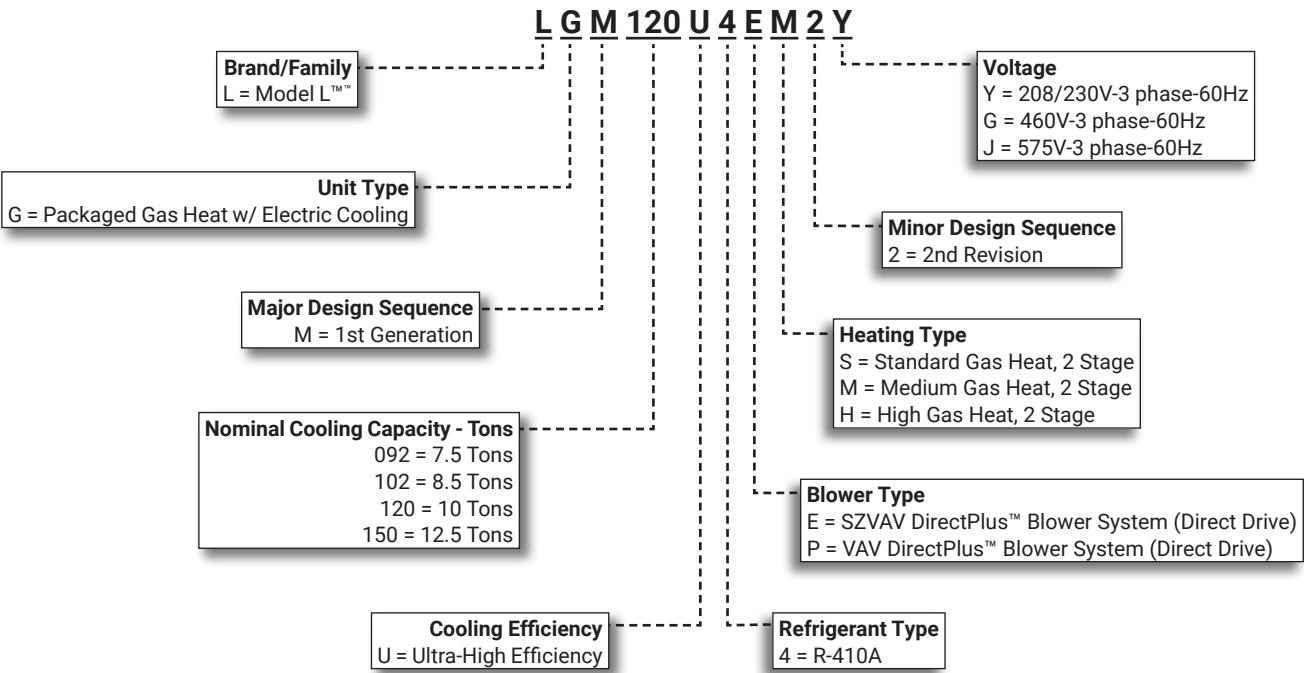 L G M 120 U 4 E M 2 Y
Brand/Family
L = Model L™™
Unit Type
G = Packaged Gas Heat w/ Electric Cooling
Major Design Sequence
M = 1st Generation
Nominal Cooling Capacity - Tons
092 = 7.5 Tons
102 = 8.5 Tons
120 = 10 Tons
150 = 12.5 Tons
Cooling Efficiency
U = Ultra-High Efficiency
Refrigerant Type
4 = R-410A
Blower Type
E = SZVAV DirectPlus™ Blower System (Direct Drive)
P = VAV DirectPlus™ Blower System (Direct Drive)
Heating Type
S = Standard Gas Heat, 2 Stage
M = Medium Gas Heat, 2 Stage
H = High Gas Heat, 2 Stage
Minor Design Sequence
2 = 2nd Revision
Voltage
Y = 208/230V-3 phase-60Hz
G = 460V-3 phase-60Hz
J = 575V-3 phase-60Hz